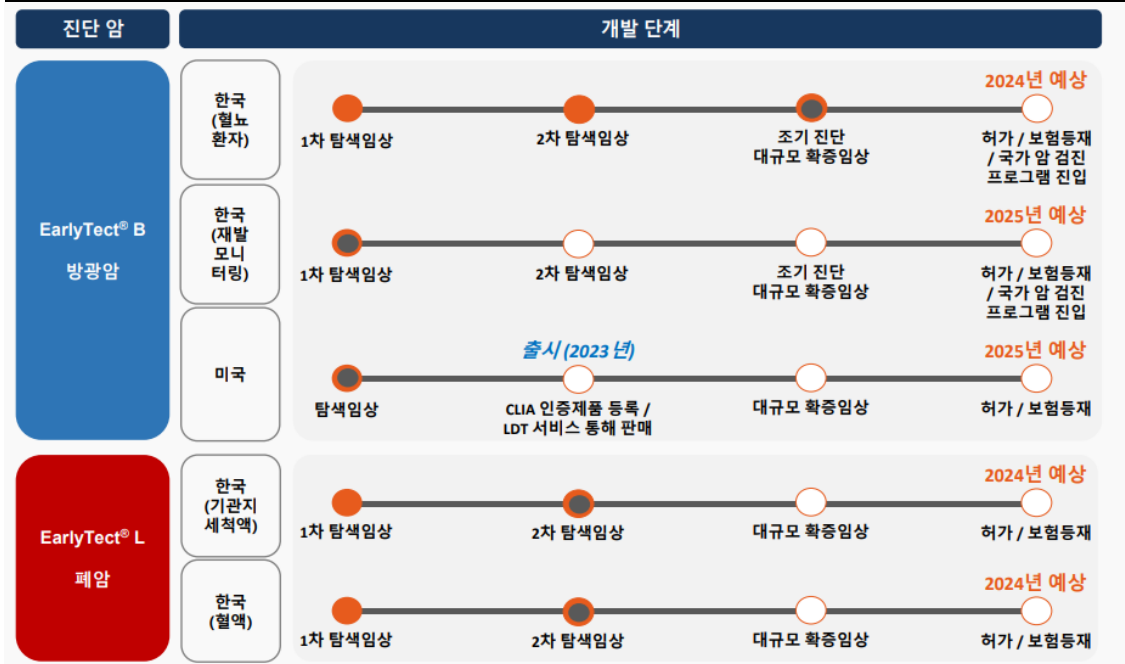 진단 암
개발 단계
EarlyTect® B
방광암
한국
(혈뇨
환자)
1차 탐색임상
2차 탐색임상
조기 진단
대규모 확증임상
2024년 예상
허가 / 보험등재
/ 국가 암 검진
프로그램 진입
한국
(재발
모니
터링)
1차 탐색임상
2차 탐색임상
조기 진단
대규모 확증임상
2025년 예상
허가 / 보험등재
/ 국가 암 검진
프로그램 진입
미국
탐색임상
출시 (2023년)
CLIA 인증제품 등록 /
LDT 서비스 통해 판매
대규모 확증임상
2025년 예상
허가 / 보험등재
EarlyTect® L
폐암
한국
(기관지
세척액)
1차 탐색임상
2차 탐색임상
대규모 확증임상
2024년 예상
허가 / 보험등재
한국
(혈액)
1차 탐색임상
2차 탐색임상
대규모 확증임상
2024년 예상
허가 / 보험등재